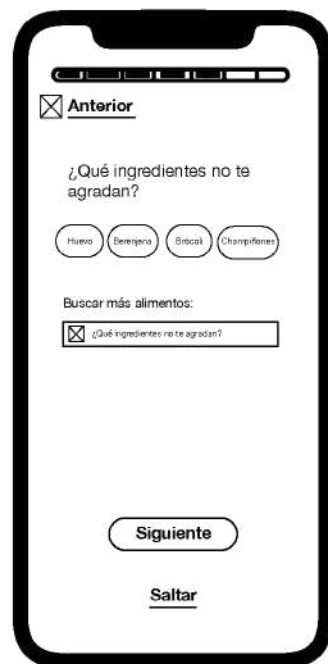 Anterior
¿Qué ingredientes no te
agradan?
Huevo Berenjena Brócoli Champiñones
Buscar más alimentos:
¿Qué ingredientes no te agradan?
Siguiente
Saltar